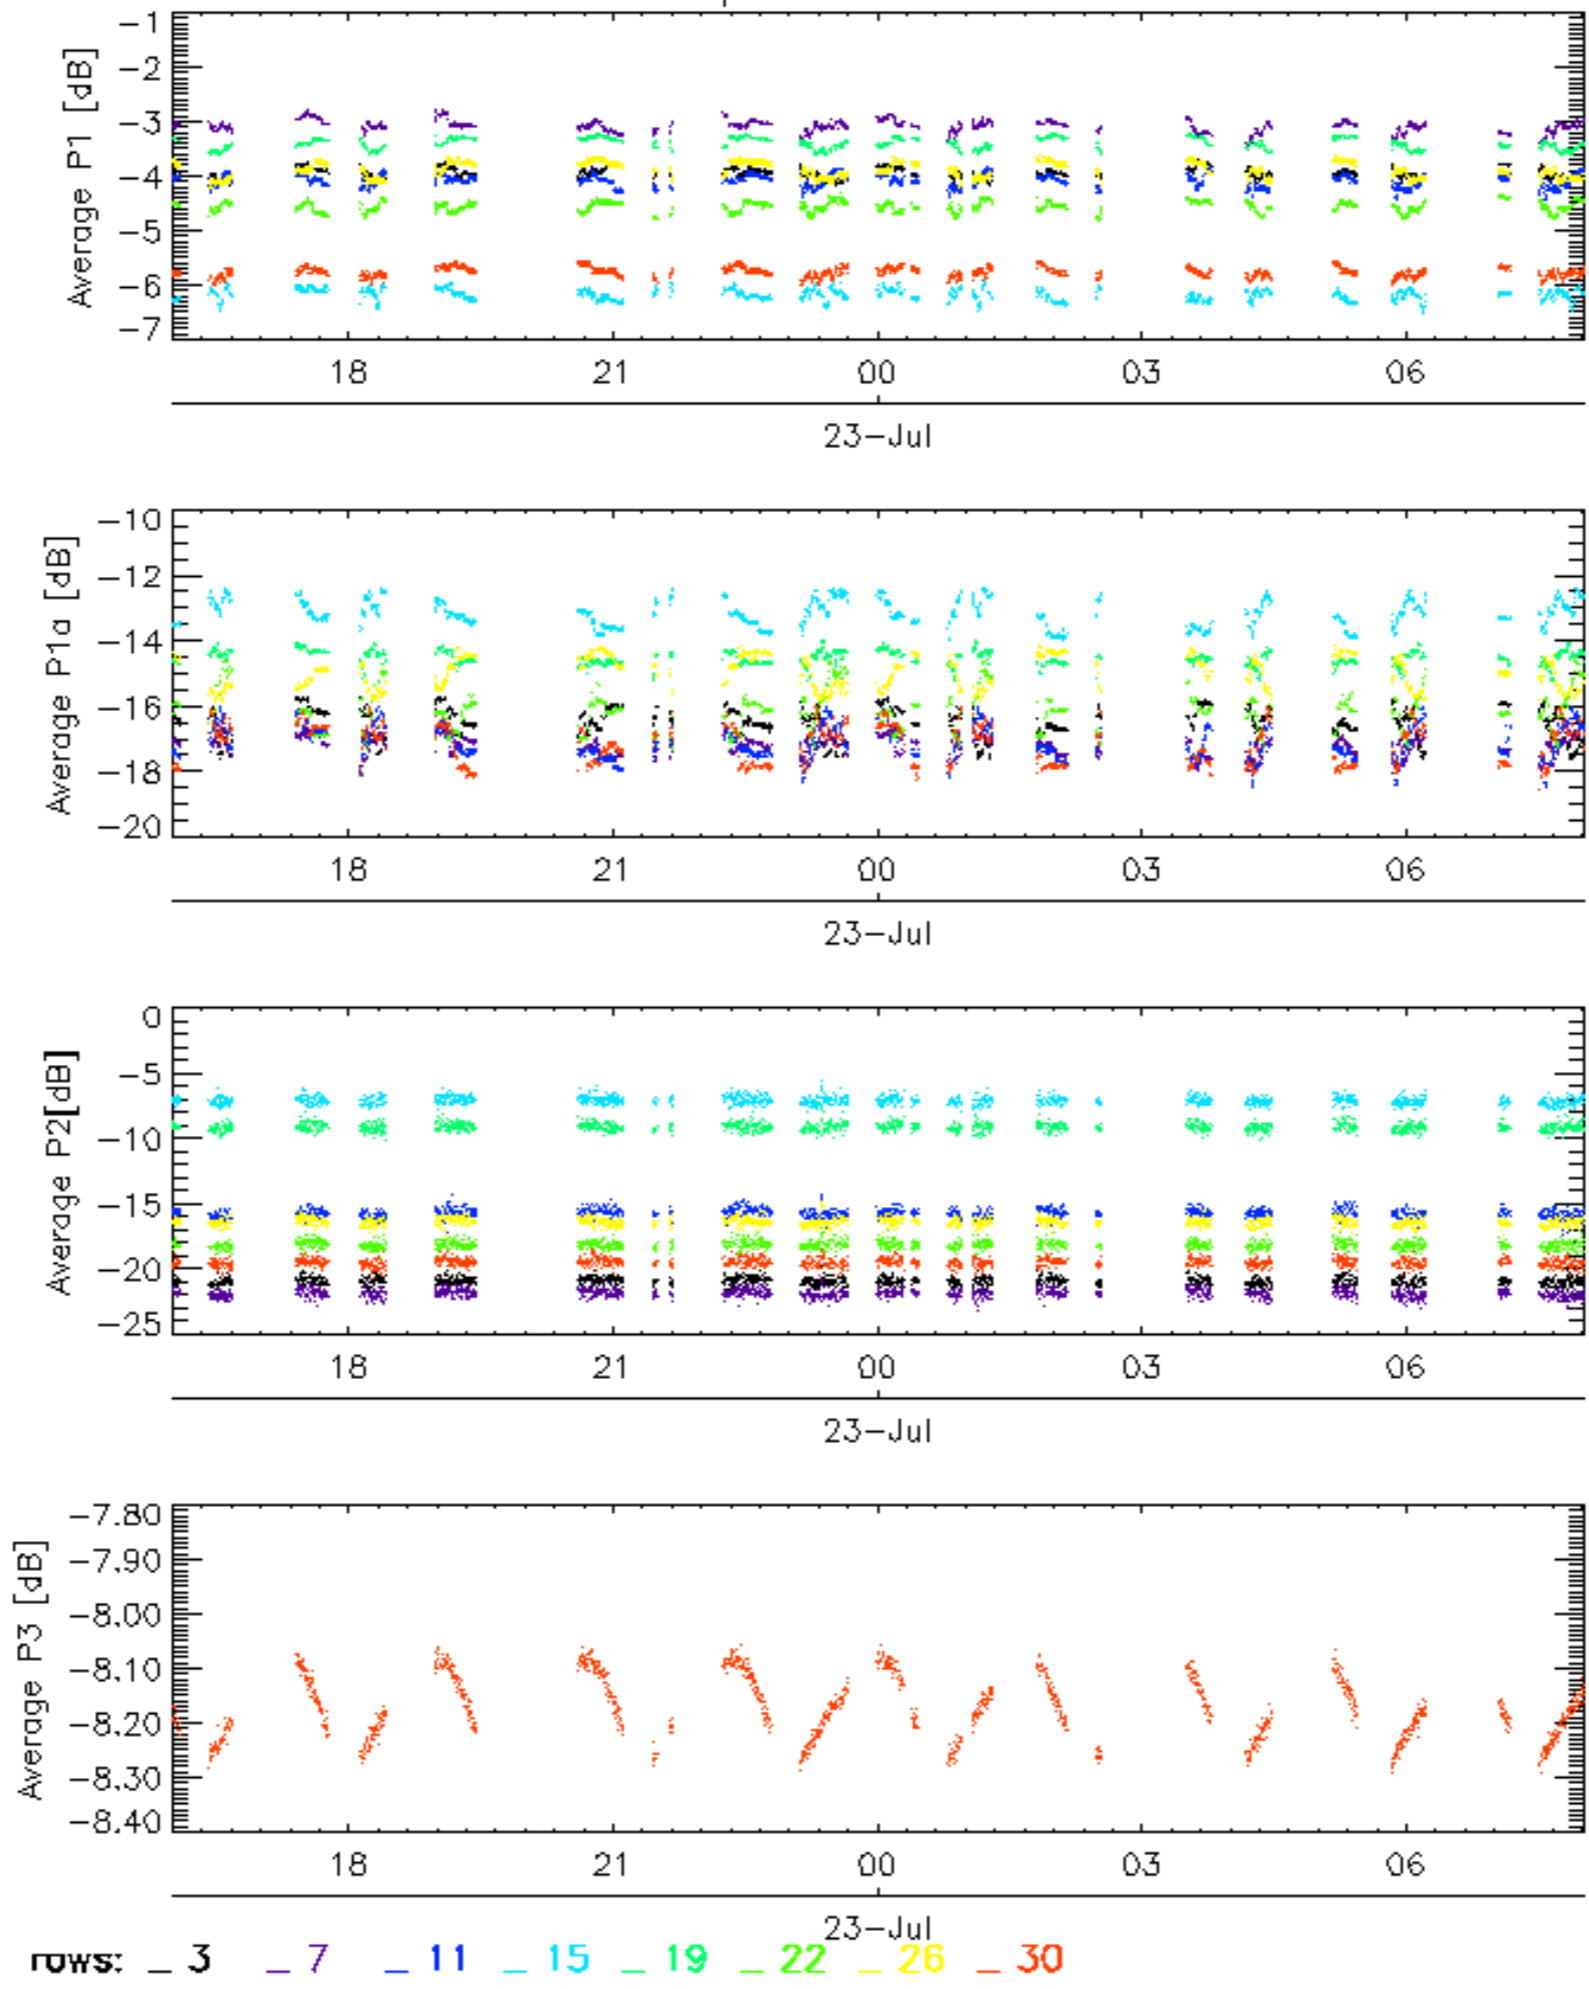 Average P1 [dB]
-1
-2
-3
-4
-5
-6
-7
18 21 00 03 06
23-Jul
Average P1a [dB]
-10
-12
-14
-16
-18
-20
18 21 00 03 06
23-Jul
Average P2[dB]
0
-5
-10
-15
-20
-25
18 21 00 03 06
23-Jul
Average P3 [dB]
-7.80
-7.90
-8.00
-8.10
-8.20
-8.30
-8.40
18 21 00 03 06
23-Jul
rows: _ 3 _ 7 _ 11 _ 15 _ 19 _ 22 _ 26 _ 30